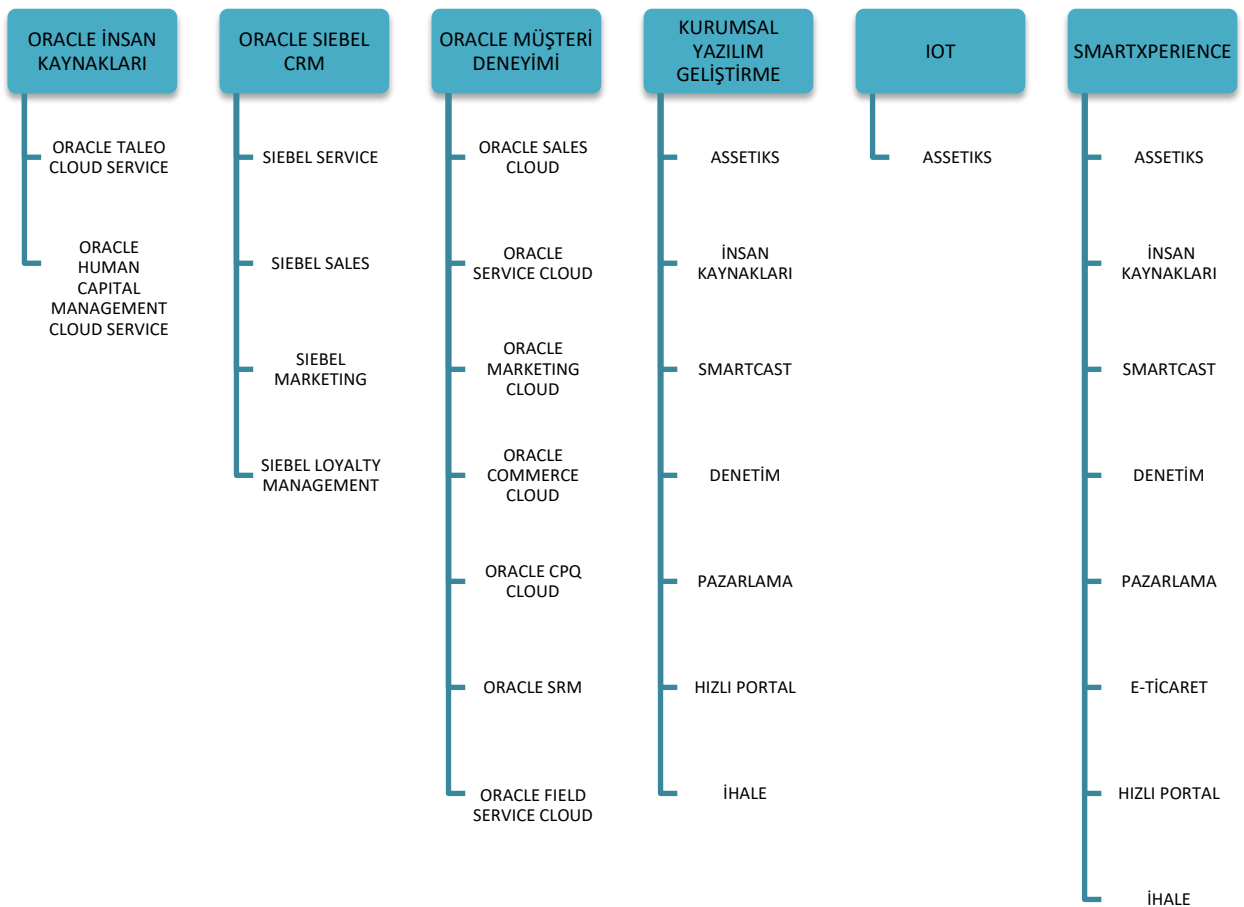 ORACLE İNSAN
KAYNAKLARI
ORACLE TALEO
CLOUD SERVICE
ORACLE
HUMAN
CAPITAL
MANAGEMENT
CLOUD SERVICE
ORACLE SIEBEL
CRM
SIEBEL SERVICE
SIEBEL SALES
SIEBEL
MARKETING
SIEBEL LOYALTY
MANAGEMENT
ORACLE MÜŞTERİ
DENEYİMİ
ORACLE SALES
CLOUD
ORACLE
SERVICE CLOUD
ORACLE
MARKETING
CLOUD
ORACLE
COMMERCE
CLOUD
ORACLE CPQ
CLOUD
ORACLE SRM
ORACLE FIELD
SERVICE CLOUD
KURUMSAL
YAZILIM
GELİŞTİRME
ASSETIKS
İNSAN
KAYNAKLARI
SMARTCAST
DENETİM
PAZARLAMA
HIZLI PORTAL
İHALE
IOT
ASSETIKS
SMARTXPERIENCE
ASSETIKS
İNSAN
KAYNAKLARI
SMARTCAST
DENETİM
PAZARLAMA
E-TİCARET
HIZLI PORTAL
İHALE